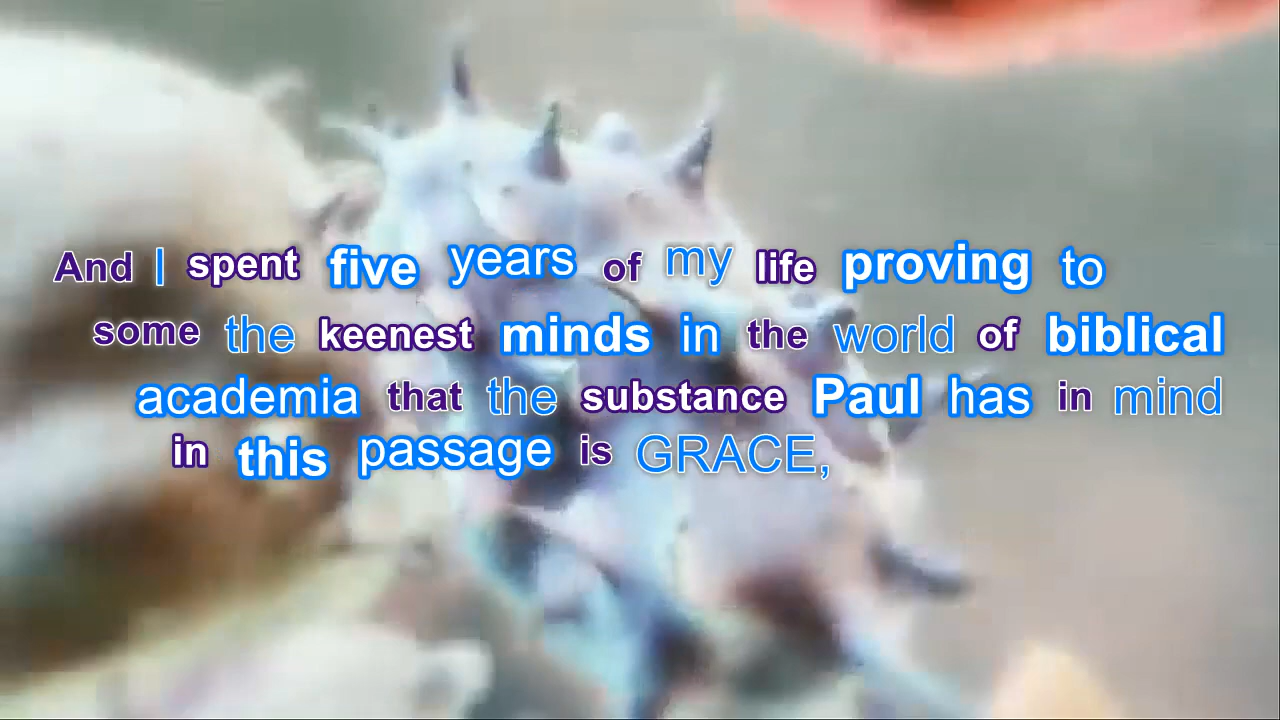 And I spent five years of my life proving to
some the keenest minds in the world of biblical
academia that the substance Paul has in mind
in this passage is GRACE,